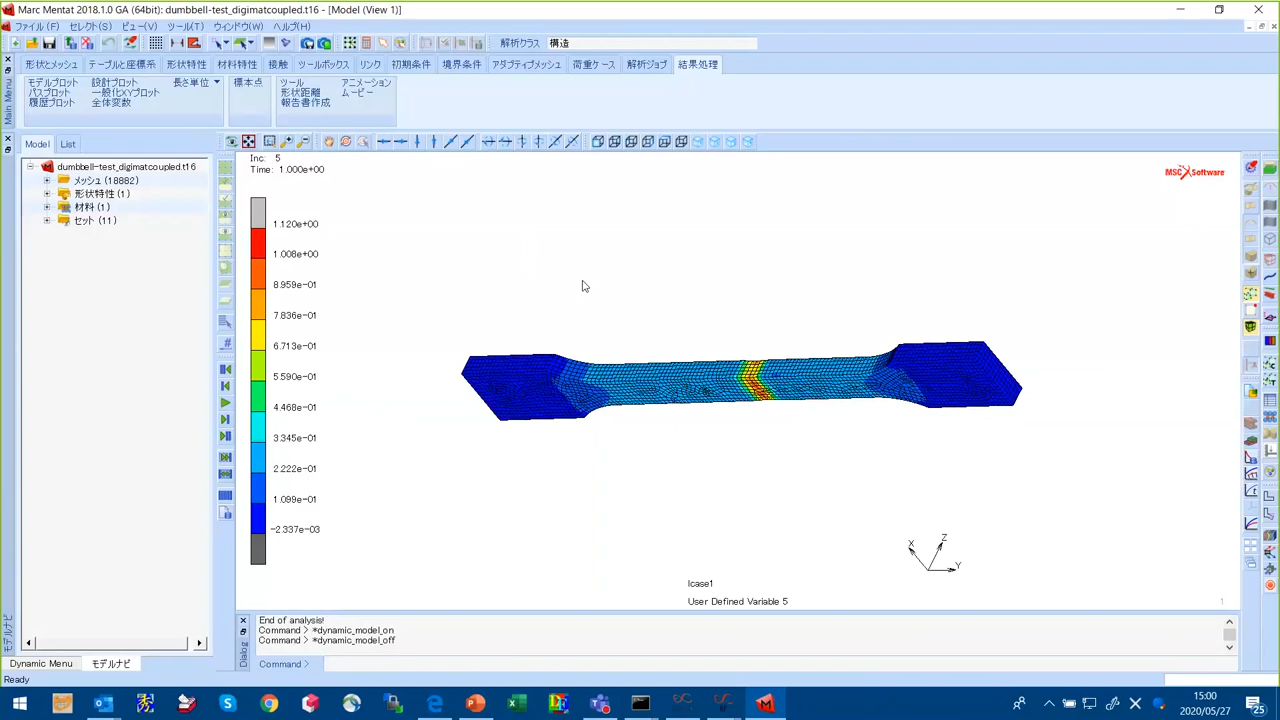 Marc Mentat 2018.1.0 GA (64bit): dumbbell-test_digimatcoupled.t16 - [Model (View 1)]
ファイル(F) セレクト(S) ビュー(V) ツール(T) ウィンドウ(W) ヘルプ(H)
解析クラス 構造
形状とメッシュ テーブルと座標系 形状特性 材料特性 接触 ツールボックス リンク 初期条件 境界条件 アダプティブメッシュ 荷重ケース 解析ジョブ 結果処理
モデルプロット 設計プロット 長さ単位 標本点 ツール アニメーション
パスプロット 一般化XYプロット 形状距離 ムービー
履歴プロット 全体変数 報告書作成
Main Menu
Model List
dumbbell-test_digimatcoupled.t16
メッシュ (18882)
形状特性 (1)
材料 (1)
セット (11)
Inc: 5
Time: 1.000e+00
MSC Software
1.120e+00
1.008e+00
8.959e-01
7.836e-01
6.713e-01
5.590e-01
4.468e-01
3.345e-01
2.222e-01
1.099e-01
-2.337e-03
X Z Y
lcase1
User Defined Variable 5
1
モデルナビ
Dialog
End of analysis!
Command > *dynamic_model_on
Command > *dynamic_model_off
Command >
Dynamic Menu モデルナビ
Ready
15:00
2020/05/27
25